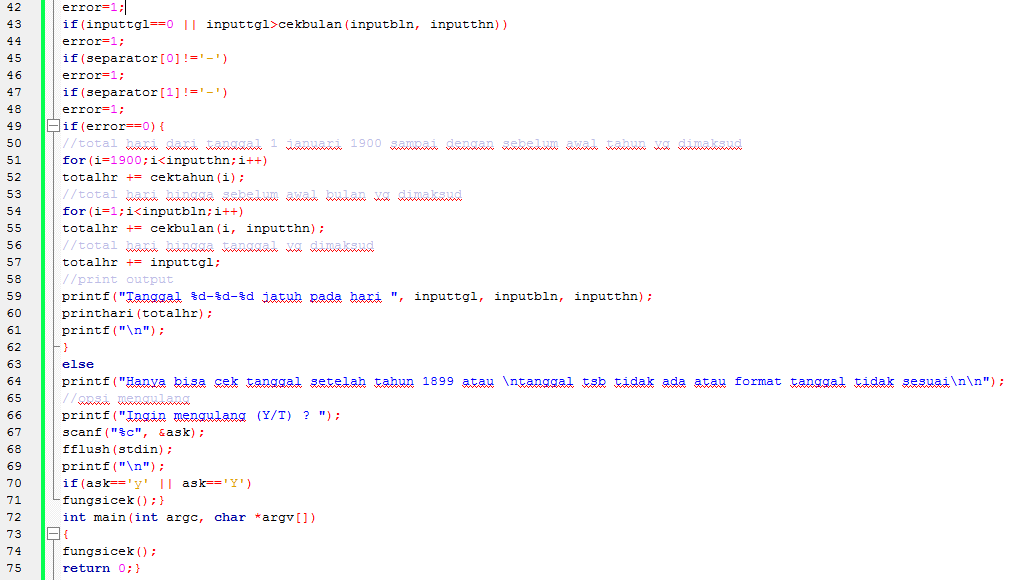 42 error=1;
43 if(inputtgl==0 || inputtgl>cekbulan(inputbln, inputthn))
44 error=1;
45 if(separator[0]!='-')
46 error=1;
47 if(separator[1]!='-')
48 error=1;
49 if(error==0){
50 //total hari dari tanggal 1 januari 1900 sampai dengan sebelum awal tahun yg dimaksud
51 for(i=1900;i<inputthn;i++)
52 totalhr += cektahun(i);
53 //total hari hingga sebelum awal bulan yg dimaksud
54 for(i=1;i<inputbln;i++)
55 totalhr += cekbulan(i, inputthn);
56 //total hari hingga tanggal yg dimaksud
57 totalhr += inputtgl;
58 //print output
59 printf("Tanggal %d-%d-%d jatuh pada hari ", inputtgl, inputbln, inputthn);
60 printhari(totalhr);
61 printf("\n");
62 }
63 else
64 printf("Hanya bisa cek tanggal setelah tahun 1899 atau \ntanggal tsb tidak ada atau format tanggal tidak sesuai\n\n");
65 //opsi mengulang
66 printf("Ingin mengulang (Y/T) ? ");
67 scanf("%c", &ask);
68 fflush(stdin);
69 printf("\n");
70 if(ask=='y' || ask=='Y')
71 fungsicek();}
72 int main(int argc, char *argv[])
73 {
74 fungsicek();
75 return 0;}